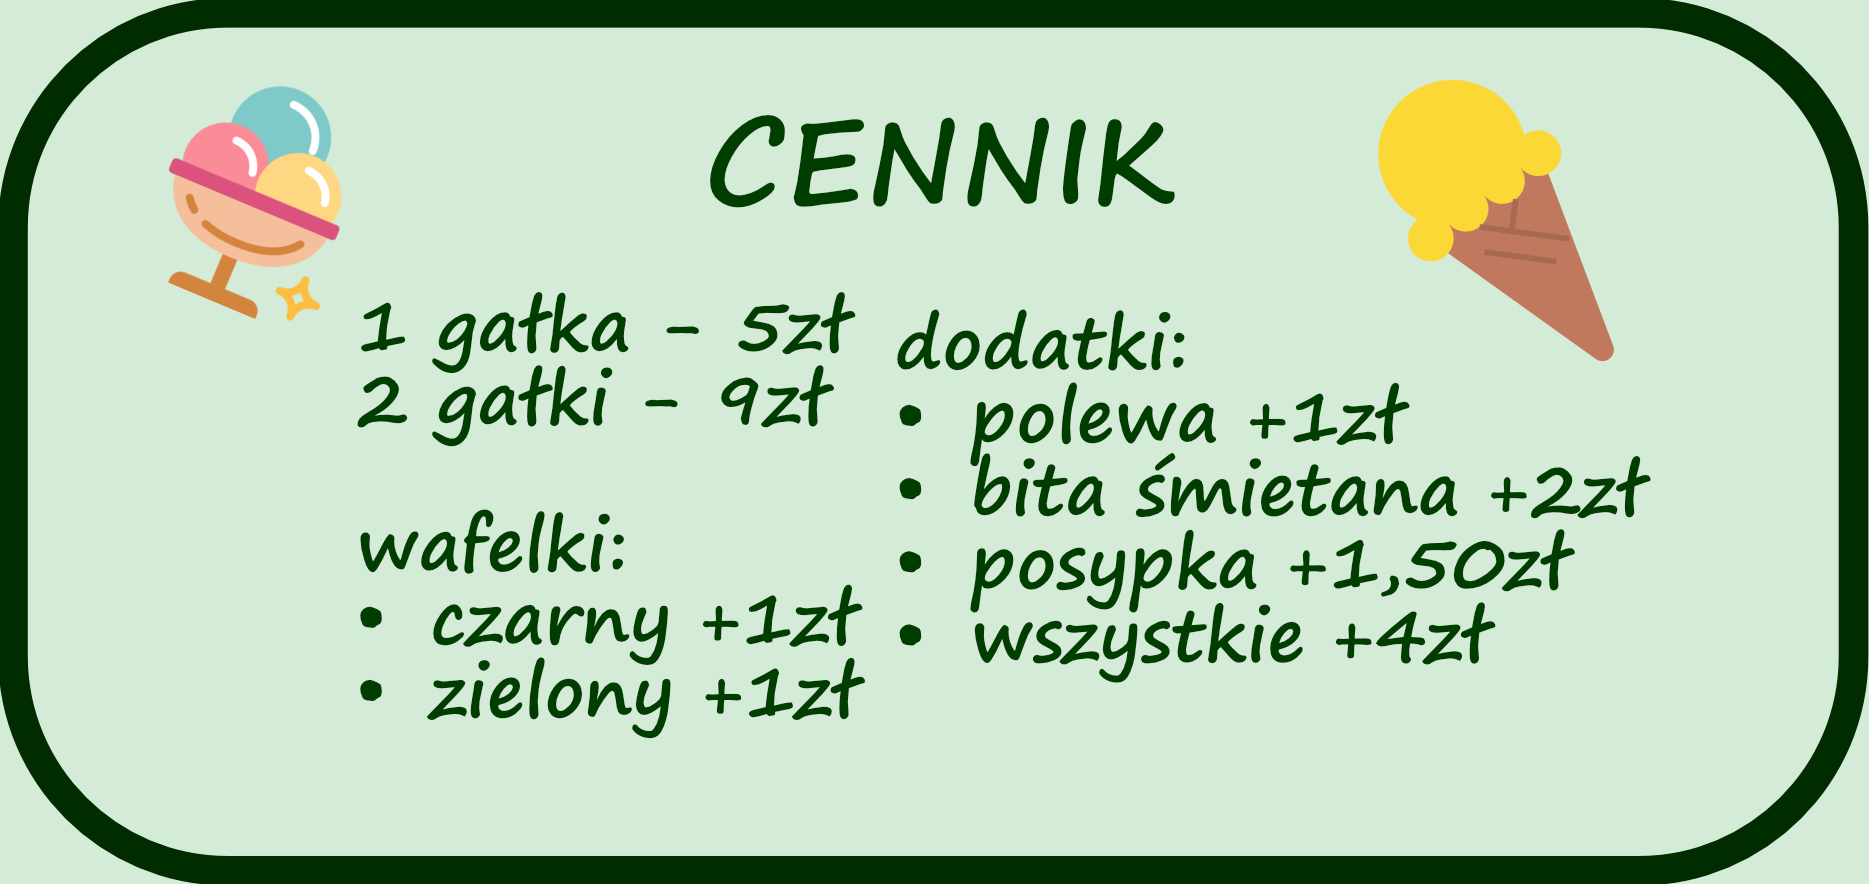 CENNIK
1 gałka - 5zł
2 gałki - 9zł
wafelki:
• czarny +1zł
• zielony +1zł
dodatki:
• polewa +1zł
• bita śmietana +2zł
• posypka +1,50zł
• wszystkie +4zł